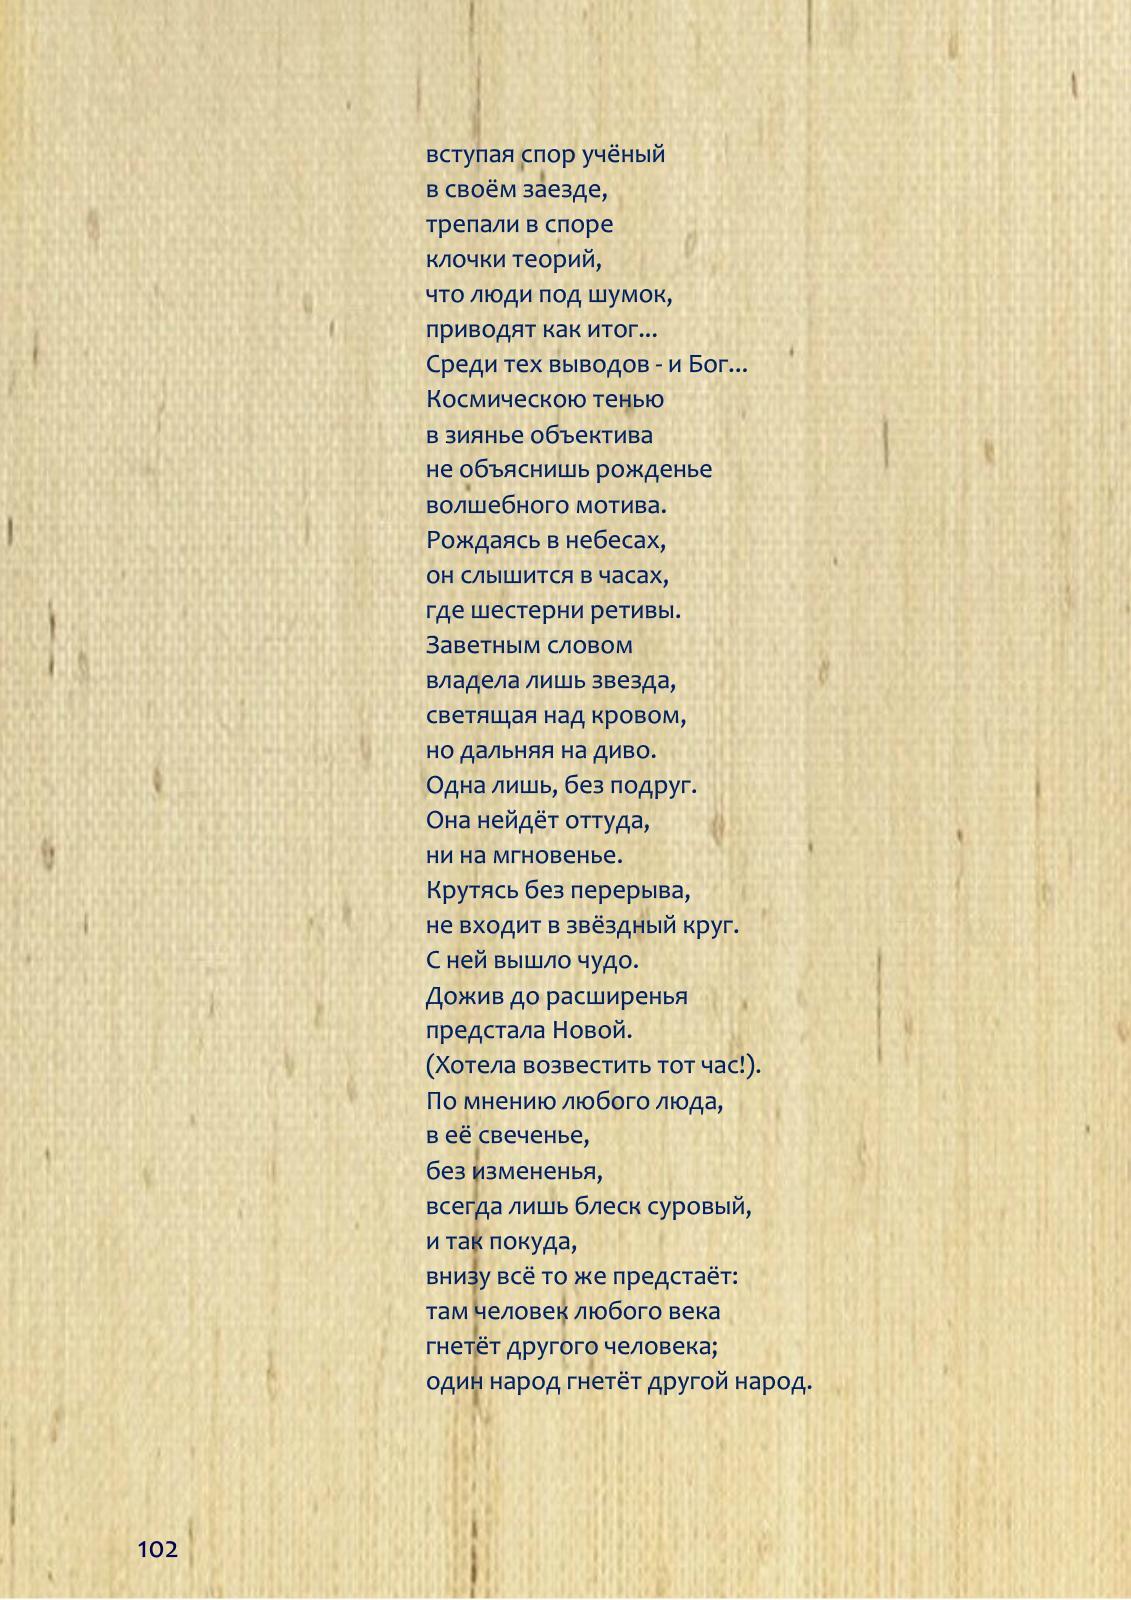 вступая спор учёный
в своём заезде,
трепали в споре
клочки теорий,
что люди под шумок,
приводят как итог...
Среди тех выводов - и Бог...
Космическою тенью
в зиянье объектива
не объяснишь рожденье
волшебного мотива.
Рождаясь в небесах,
он слышится в часах,
где шестерни ретивы.
Заветным словом
владела лишь звезда,
светящая над кровом,
но дальняя на диво.
Одна лишь, без подруг.
Она нейдёт оттуда,
ни на мгновенье.
Крутясь без перерыва,
не входит в звёздный круг.
С ней вышло чудо.
Дожив до расширенья
предстала Новой.
(Хотела возвестить тот час!).
По мнению любого люда,
в её свеченье,
без измененья,
всегда лишь блеск суровый,
и так покуда,
внизу всё то же предстаёт:
там человек любого века
гнетёт другого человека;
один народ гнетёт другой народ.
102